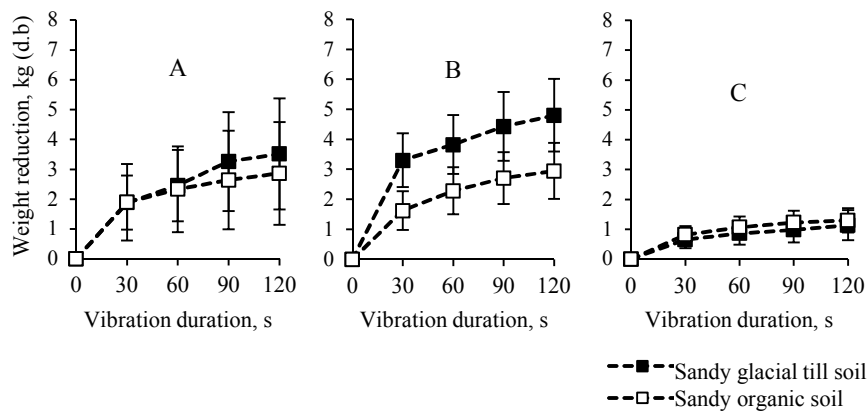 Weight reduction, kg (d.b)
8
7
6
5
4
3
2
1
0
A
0 30 60 90 120
Vibration duration, s
8
7
6
5
4
3
2
1
0
B
0 30 60 90 120
Vibration duration, s
8
7
6
5
4
3
2
1
0
C
0 30 60 90 120
Vibration duration, s
Sandy glacial till soil
Sandy organic soil